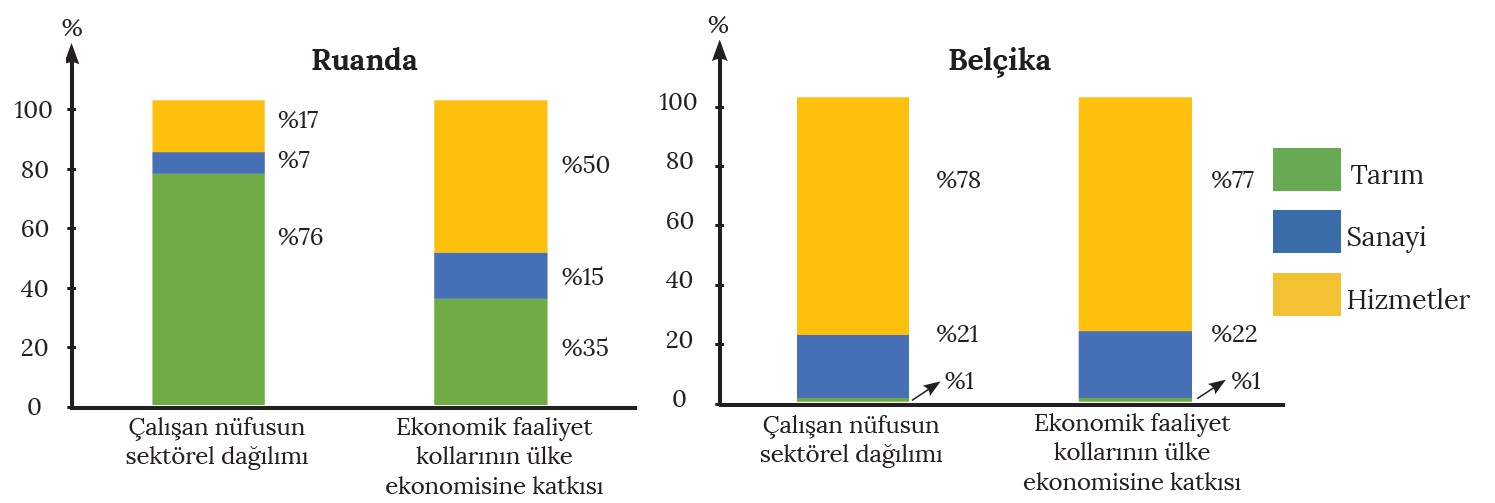 %
Ruanda
100
80
60
40
20
0
%17
%7
%76
%50
%15
%35
Çalışan nüfusun
sektörel dağılımı
Ekonomik faaliyet
kollarının ülke
ekonomisine katkısı
%
Belçika
100
80
60
40
20
0
%78
%21
%1
%77
%22
%1
Çalışan nüfusun
sektörel dağılımı
Ekonomik faaliyet
kollarının ülke
ekonomisine katkısı
Tarım
Sanayi
Hizmetler